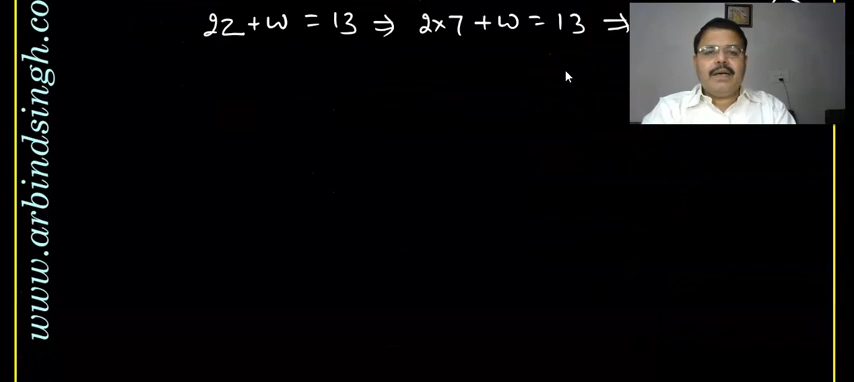 2z + w = 13 ⇒ 2×7 + w = 13 ⇒
www.arbindsingh.co